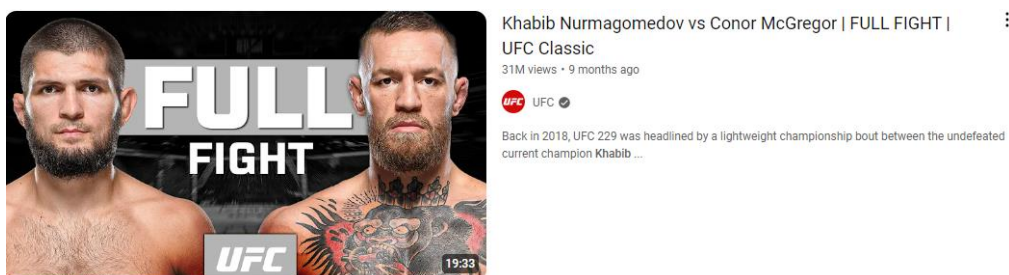 FULL
FIGHT
UFC
19:33
Khabib Nurmagomedov vs Conor McGregor | FULL FIGHT |
UFC Classic
31M views • 9 months ago
UFC UFC
Back in 2018, UFC 229 was headlined by a lightweight championship bout between the undefeated
current champion Khabib ...